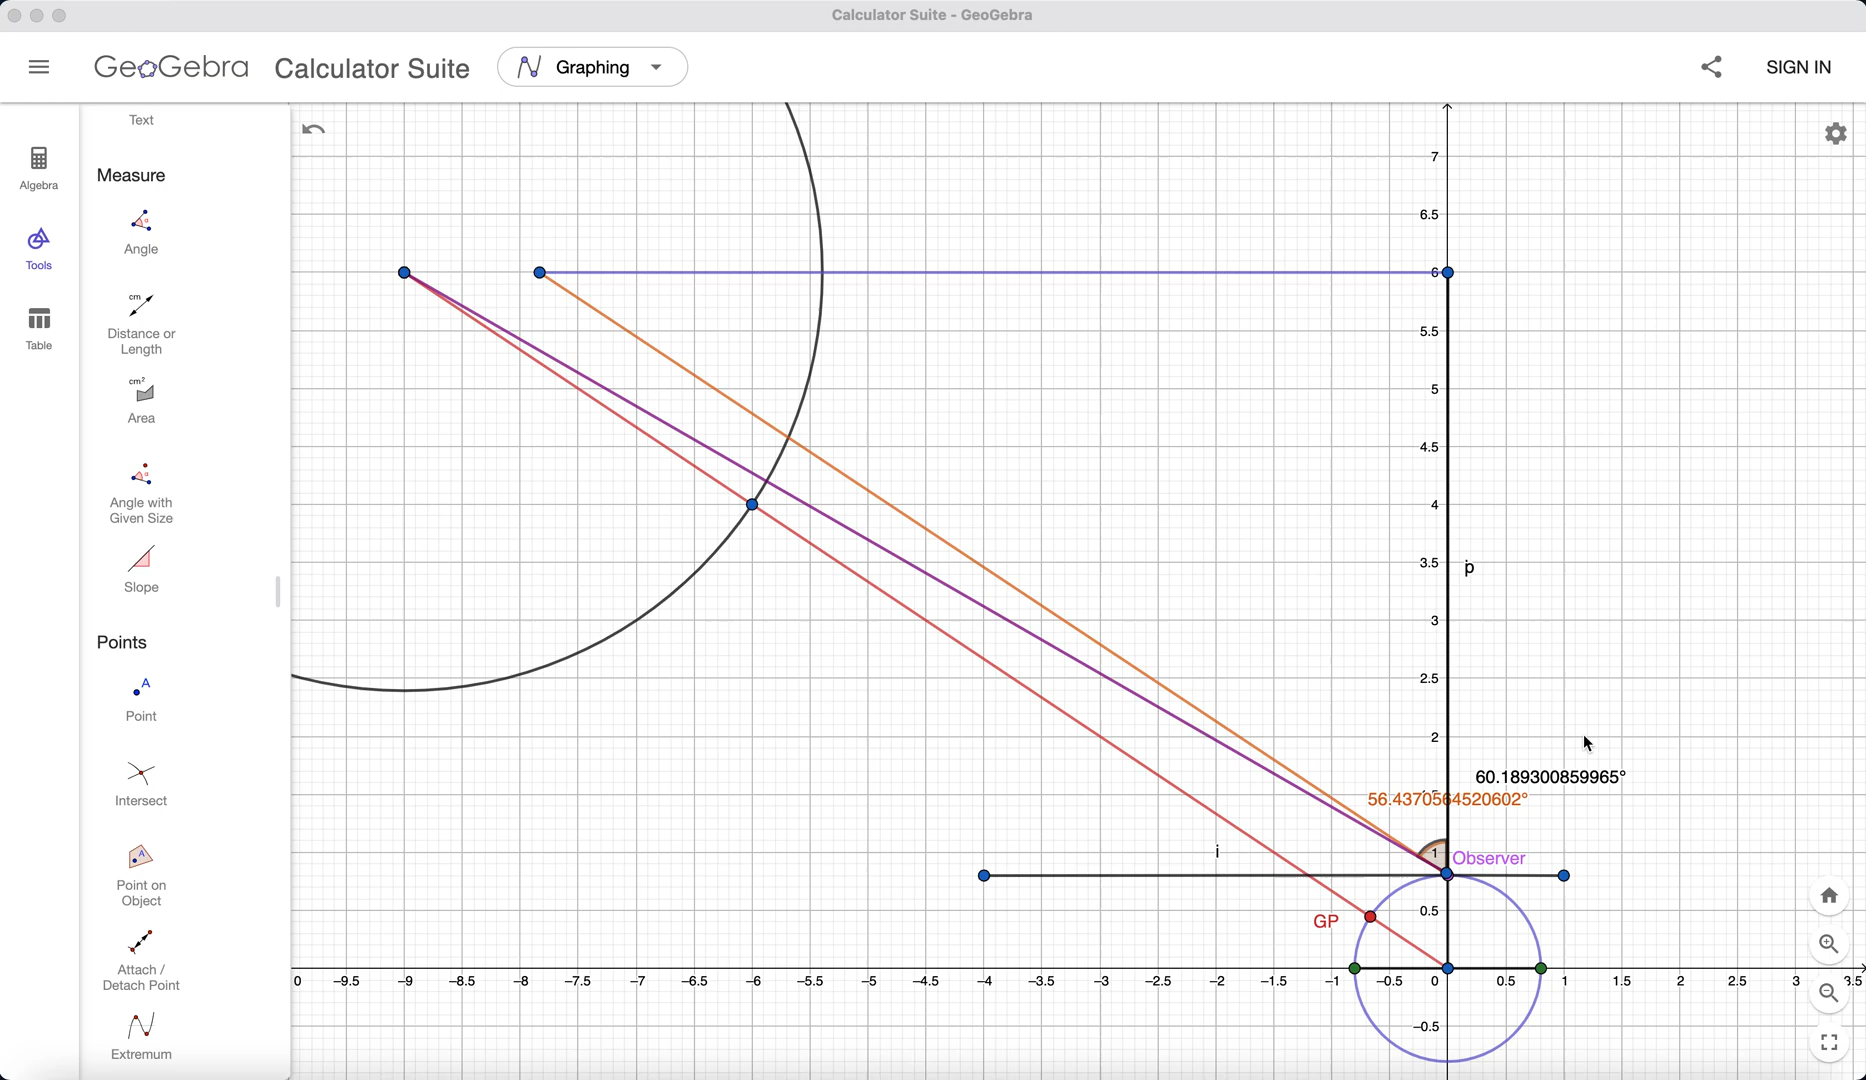 Calculator Suite - GeoGebra
GeoGebra Calculator Suite Graphing SIGN IN
Algebra
Tools
Table
Text
Measure
Angle
Distance or
Length
Area
Angle with
Given Size
Slope
Points
Point
Intersect
Point on
Object
Attach /
Detach Point
Extremum
cm
cm²
A
A
7
6.5
6
5.5
5
4.5
4
3.5
3
2.5
2
1
0.5
−0.5
p
60.189300859965°
56.4370564520602°
Observer
i
GP
0 −9.5 −9 −8.5 −8 −7.5 −7 −6.5 −6 −5.5 −5 −4.5 −4 −3.5 −3 −2.5 −2 −1.5 −1 −0.5 0 0.5 1 1.5 2 2.5 3 3.5